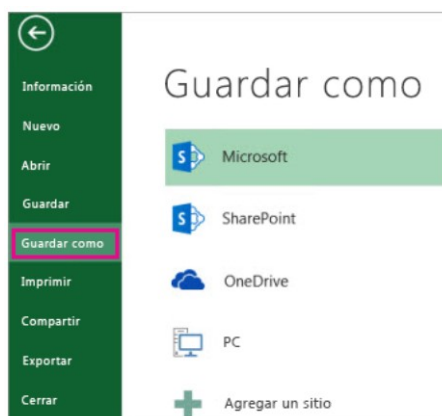 Información
Nuevo
Abrir
Guardar
Guardar como
Imprimir
Compartir
Exportar
Cerrar
Guardar como
Microsoft
SharePoint
OneDrive
PC
Agregar un sitio